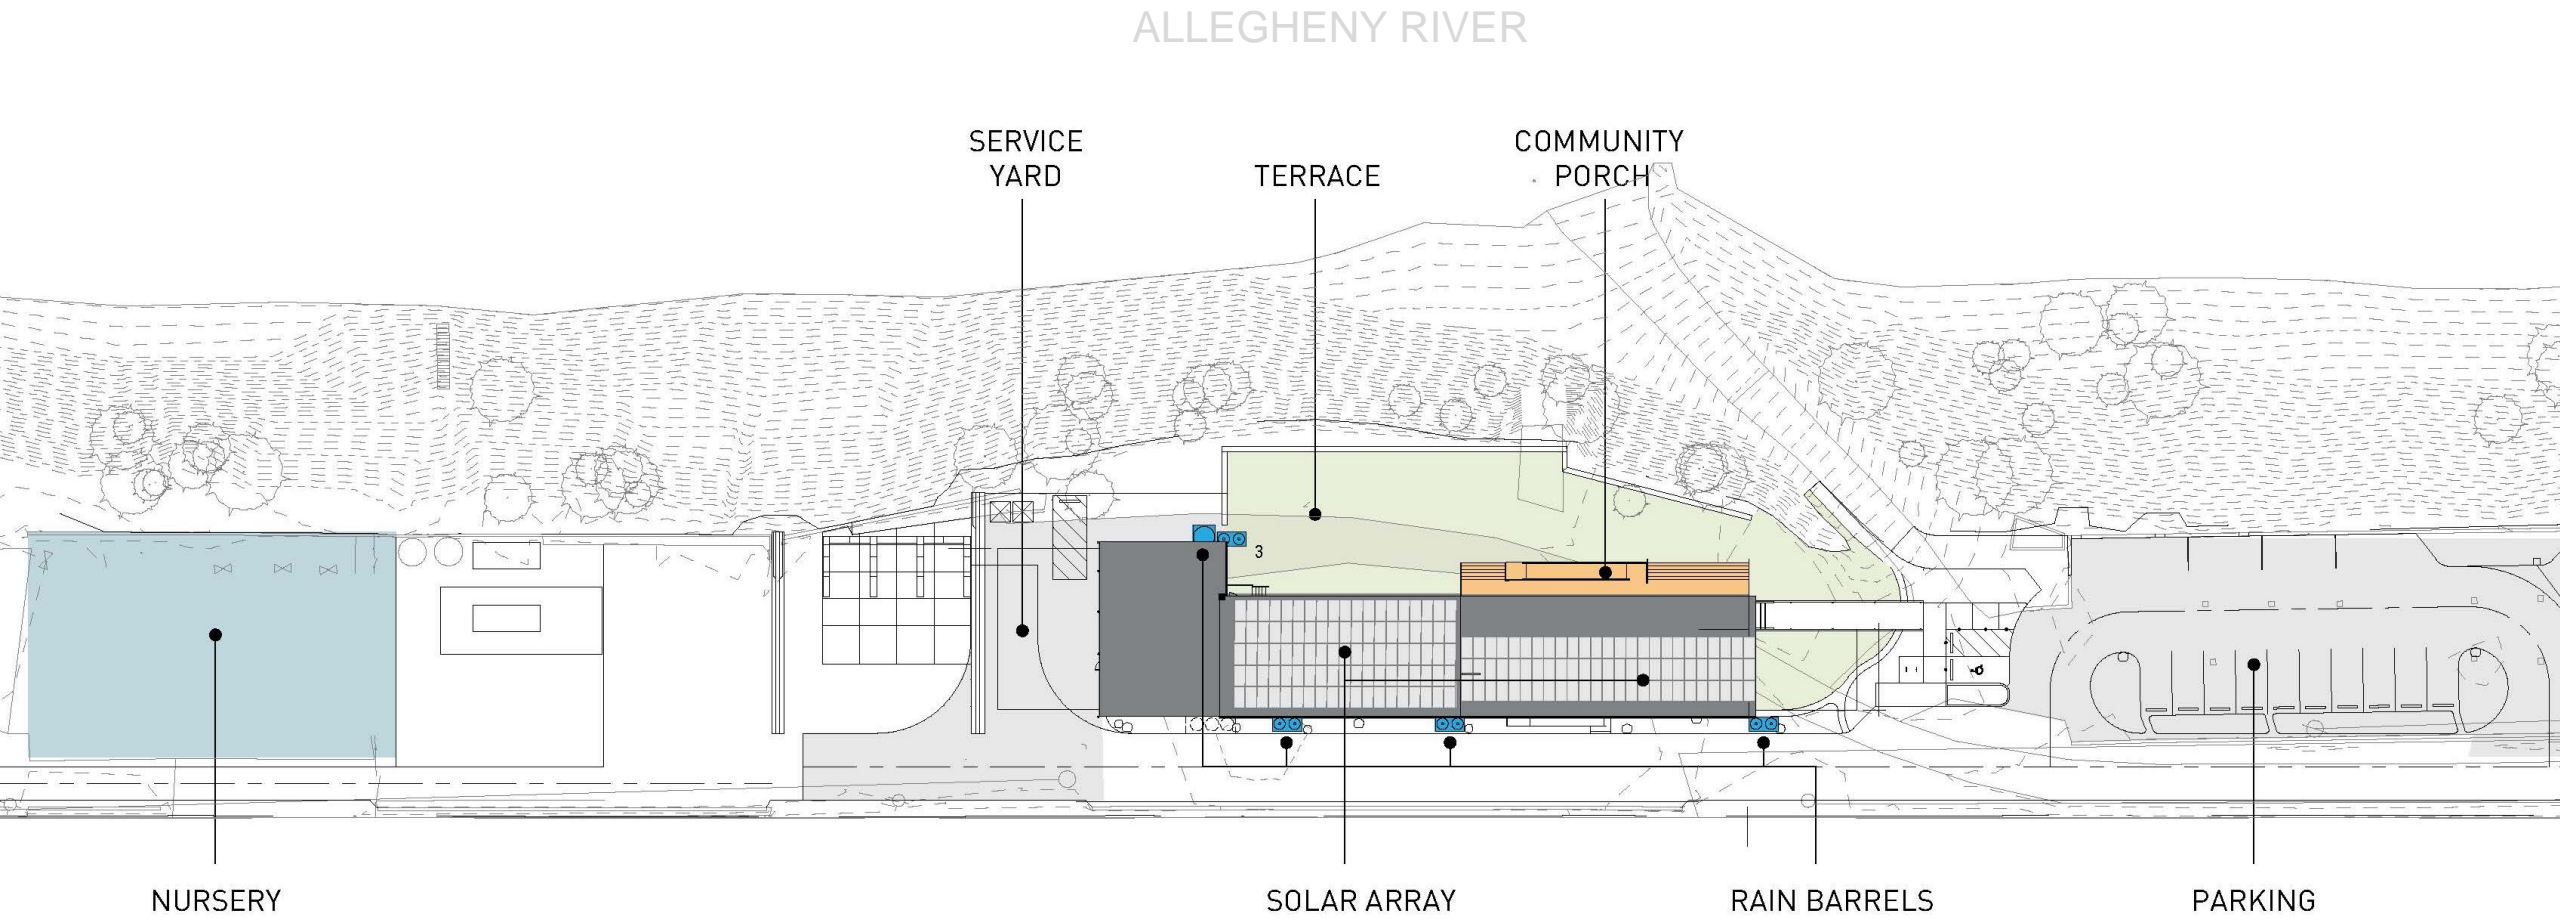 ALLEGHENY RIVER
SERVICE
YARD
TERRACE
COMMUNITY
PORCH
3
NURSERY
SOLAR ARRAY
RAIN BARRELS
PARKING